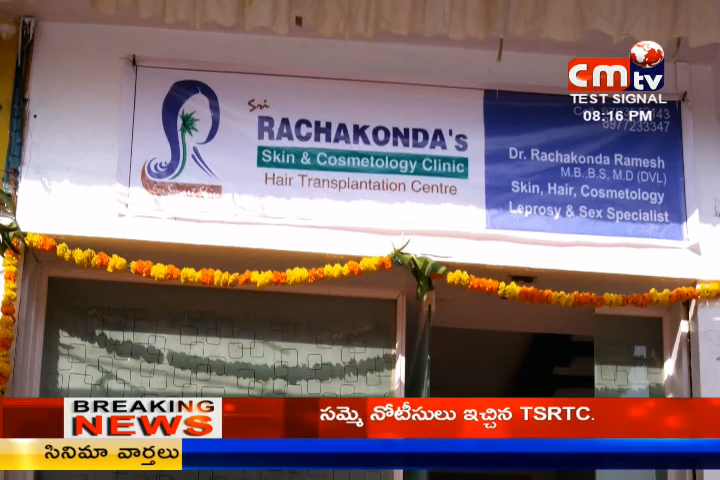 Sri
RACHAKONDA's
Skin & Cosmetology Clinic
Hair Transplantation Centre
8977233347
Dr. Rachakonda Ramesh
M.B.,B.S, M.D (DVL)
Skin, Hair, Cosmetology
Leprosy & Sex Specialist
cmtv
TEST SIGNAL
08:16 PM
BREAKING
NEWS
సమ్మె నోటీసులు ఇచ్చిన TSRTC.
సినిమా వార్తలు